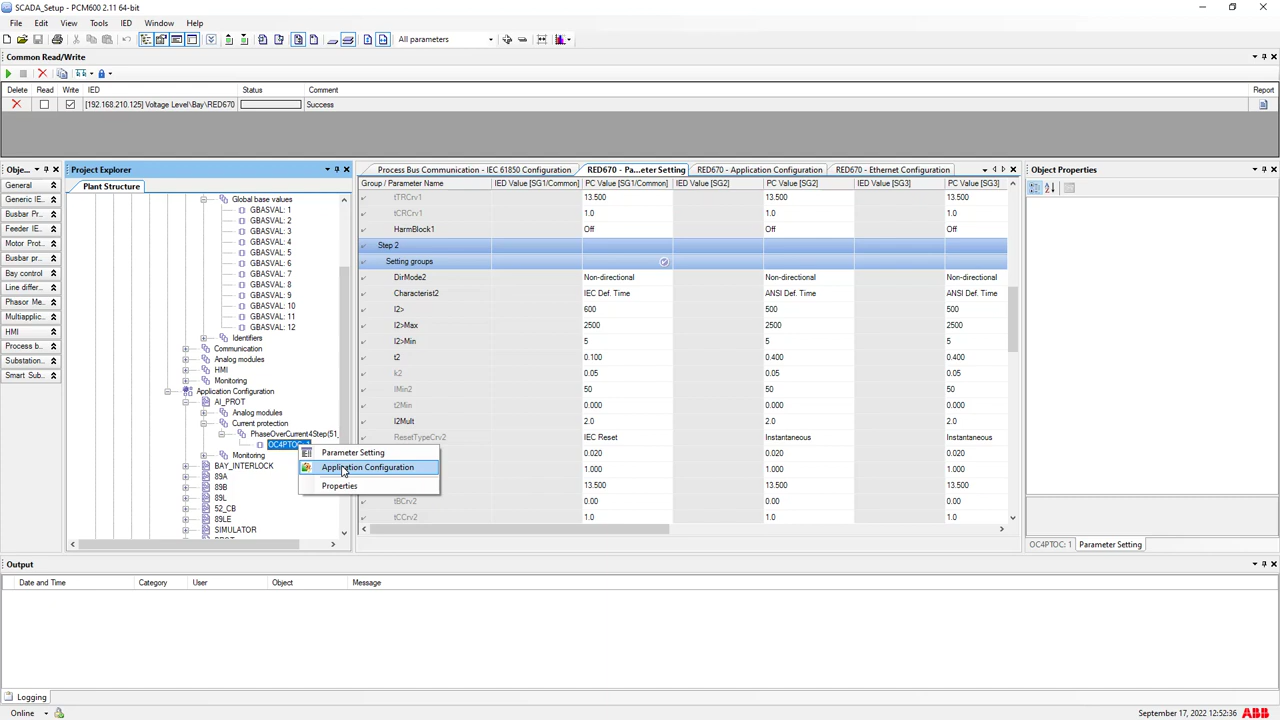 SCADA_Setup - PCM600 2.11 64-bit
File Edit View Tools IED Window Help
All parameters
Common Read/Write
Delete Read Write IED Status Comment Report
[192.168.210.125] Voltage Level\Bay\RED670 Success
Obje...
General
Generic IE..
Busbar Pr..
Feeder IE..
Motor Prot..
Busbar pr..
Bay control
Line differ..
Phasor Me..
Multiapplic..
HMI
Process b..
Substation..
Smart Sub..
Project Explorer
Plant Structure
Global base values
GBASVAL: 1
GBASVAL: 2
GBASVAL: 3
GBASVAL: 4
GBASVAL: 5
GBASVAL: 6
GBASVAL: 7
GBASVAL: 8
GBASVAL: 9
GBASVAL: 10
GBASVAL: 11
GBASVAL: 12
Identifiers
Communication
Analog modules
HMI
Monitoring
Application Configuration
AI_PROT
Analog modules
Current protection
PhaseOverCurrent4Step(51_
OC4PTOC: 1
Monitoring
BAY_INTERLOCK
89A
89B
89L
52_CB
89LE
SIMULATOR
Parameter Setting
Application Configuration
Properties
Process Bus Communication - IEC 61850 Configuration RED670 - Pa...eter Setting RED670 - Application Configuration RED670 - Ethernet Configuration
Group / Parameter Name IED Value [SG1/Common] PC Value [SG1/Common] IED Value [SG2] PC Value [SG2] IED Value [SG3] PC Value [SG3]
tTRCrv1 13.500 13.500 13.500
tCRCrv1 1.0 1.0 1.0
HarmBlock1 Off Off Off
Step 2
Setting groups
DirMode2 Non-directional Non-directional Non-directional
Characterist2 IEC Def. Time ANSI Def. Time ANSI Def. Time
I2> 600 500 500
I2>Max 2500 2500 2500
I2>Min 5 5 5
t2 0.100 0.400 0.400
k2 0.05 0.05 0.05
IMin2 50 50 50
t2Min 0.000 0.000 0.000
I2Mult 2.0 2.0 2.0
ResetTypeCrv2 IEC Reset Instantaneous Instantaneous
0.020 0.020 0.020
1.000 1.000 1.000
13.500 13.500 13.500
tBCrv2 0.00 0.00 0.00
tCCrv2 1.0 1.0 1.0
Object Properties
OC4PTOC: 1 Parameter Setting
Output
Date and Time Category User Object Message
Logging
Online September 17, 2022 12:52:36 ABB